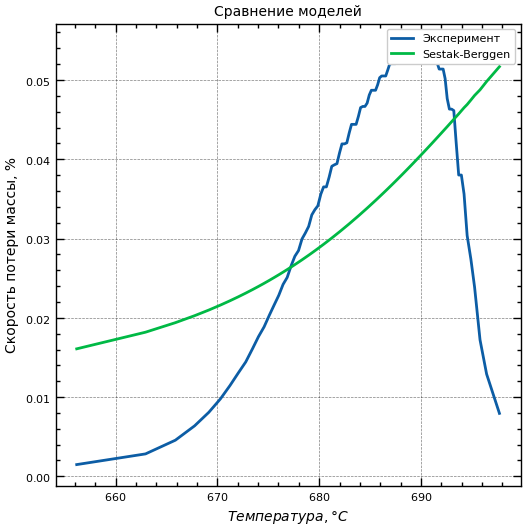 Сравнение моделей
Эксперимент
Sestak-Berggen
Скорость потери массы, %
0.05
0.04
0.03
0.02
0.01
0.00
660 670 680 690
Температура, °C